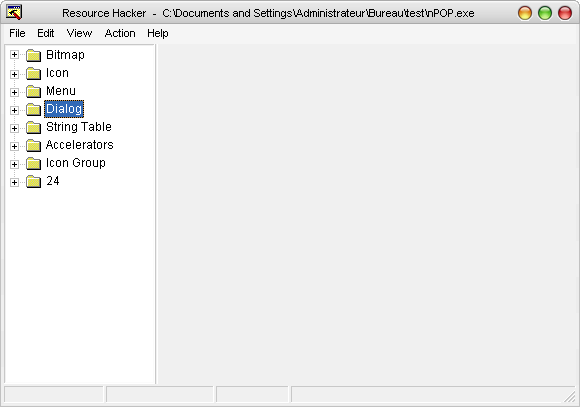 Resource Hacker - C:\Documents and Settings\Administrateur\Bureau\test\nPOP.exe
File Edit View Action Help
Bitmap
Icon
Menu
Dialog
String Table
Accelerators
Icon Group
24